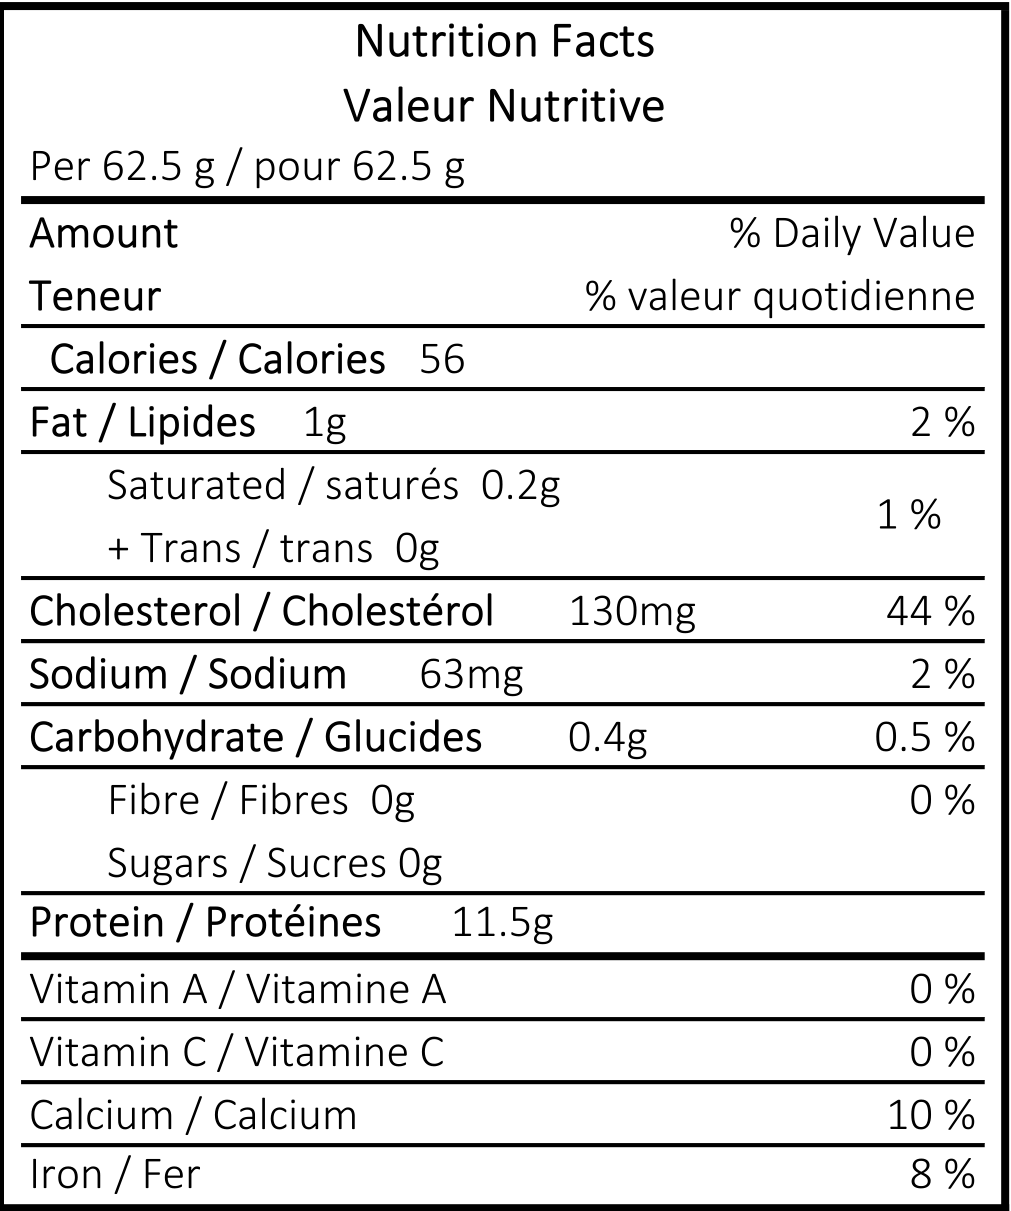 Nutrition Facts
Valeur Nutritive
Per 62.5 g / pour 62.5 g
Amount % Daily Value
Teneur % valeur quotidienne
Calories / Calories 56
Fat / Lipides 1g 2 %
Saturated / saturés 0.2g
1 %
+ Trans / trans 0g
Cholesterol / Cholestérol 130mg 44 %
Sodium / Sodium 63mg 2 %
Carbohydrate / Glucides 0.4g 0.5 %
Fibre / Fibres 0g 0 %
Sugars / Sucres 0g
Protein / Protéines 11.5g
Vitamin A / Vitamine A 0 %
Vitamin C / Vitamine C 0 %
Calcium / Calcium 10 %
Iron / Fer 8 %